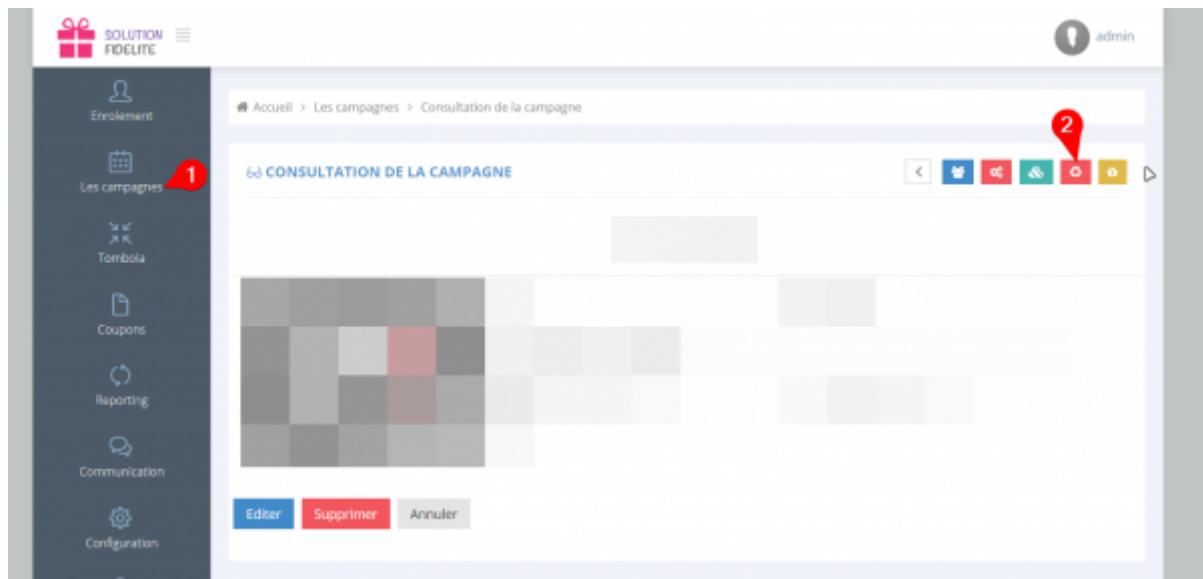 SOLUTION
FIDELITE
admin
Enrolement
Accueil > Les campagnes > Consultation de la campagne
2
Les campagnes
1
CONSULTATION DE LA CAMPAGNE
Tombola
Coupons
Reporting
Communication
Editer Supprimer Annuler
Configuration